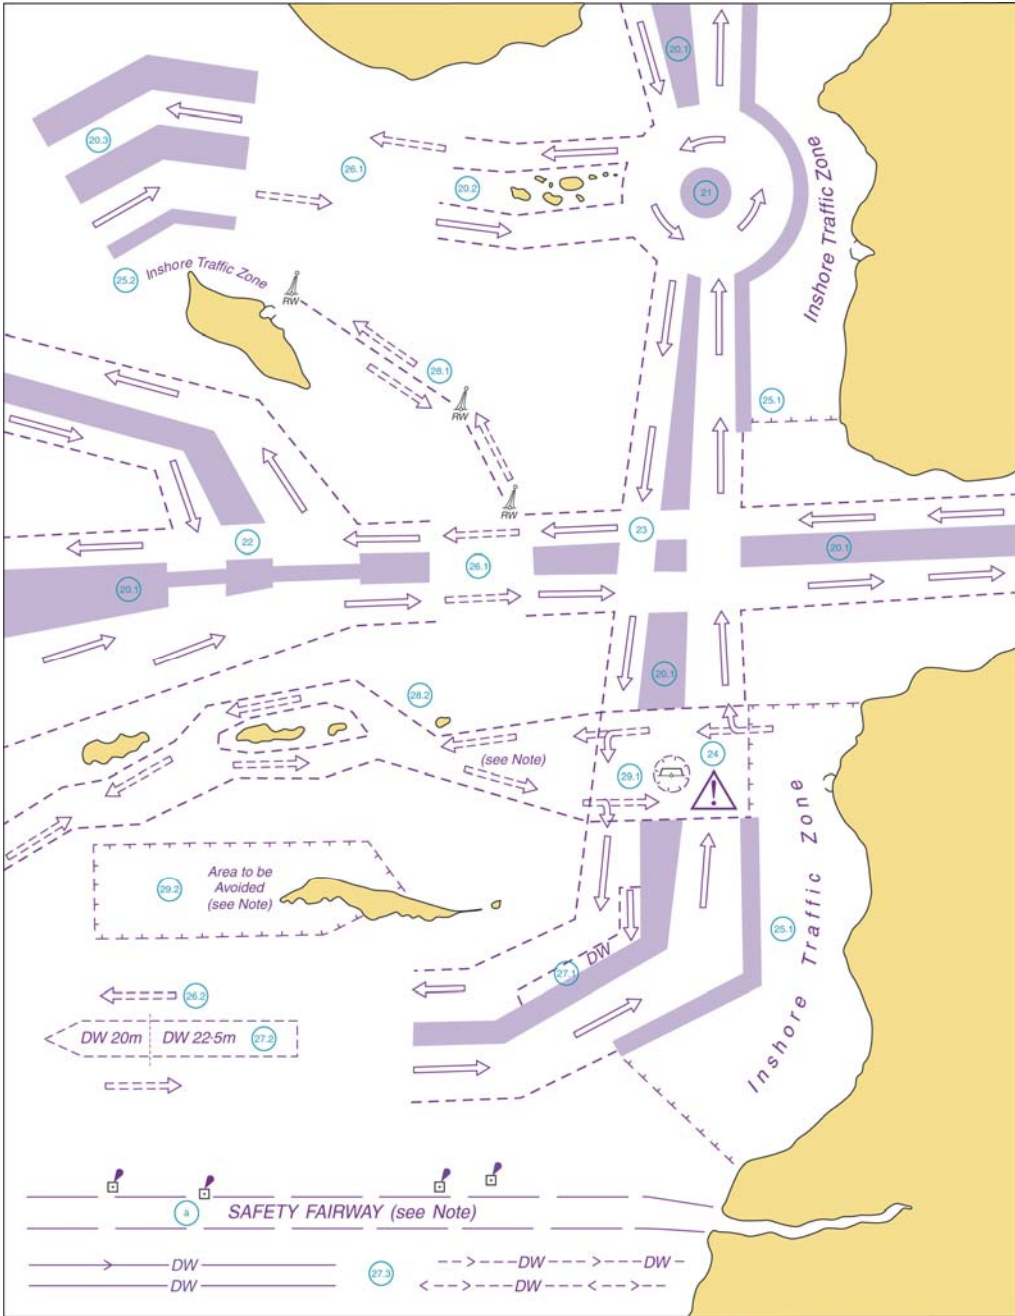 20.1
20.3
26.1
20.2
21
Inshore Traffic Zone
25.2
Inshore Traffic Zone
RW
28.1
25.1
RW
RW
22
23
20.1
26.1
20.1
20.1
28.2
(see Note)
24
29.1
Inshore Traffic Zone
Area to be
Avoided
(see Note)
29.2
25.1
27.1
DW
26.2
DW 20m
DW 22·5m
27.2
a
SAFETY FAIRWAY (see Note)
DW
DW
27.3
DW
DW
DW